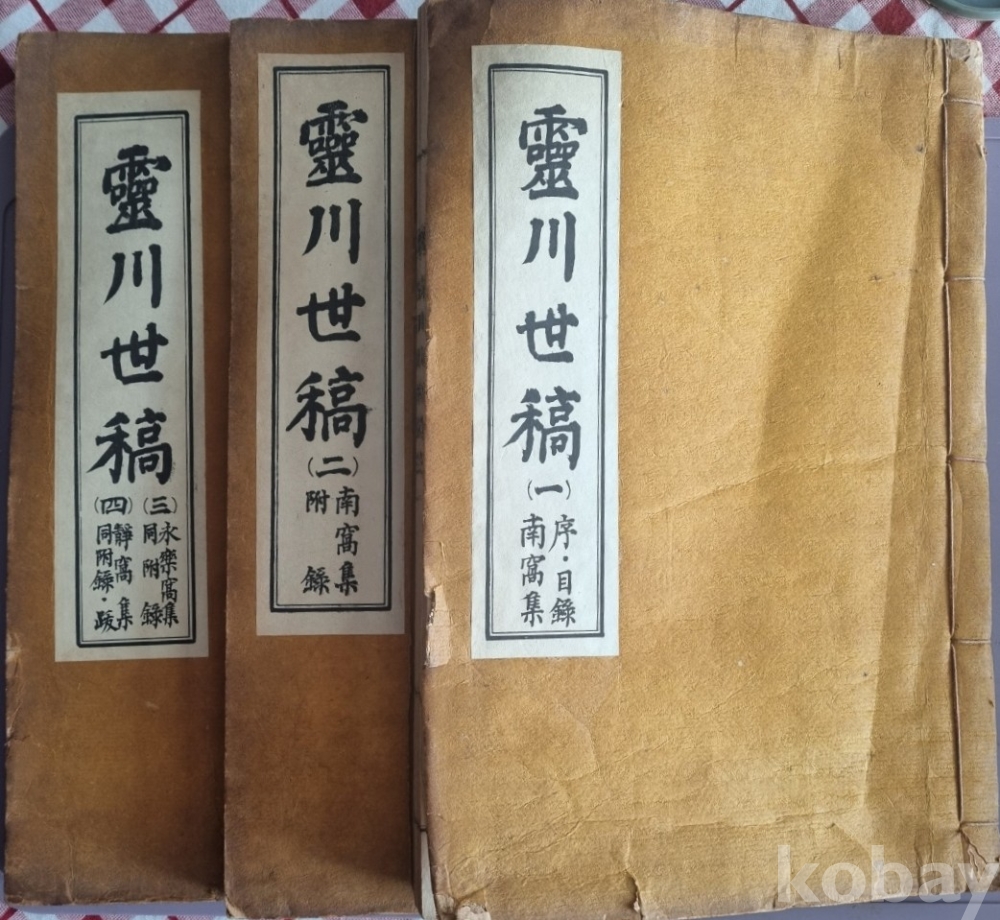 靈川世稿
(一)
序·目錄
南窩集
靈川世稿
(二)
南窩集
附錄
靈川世稿
(三)
永樂窩集
同附錄
(四)
靜窩集
同附錄·跋
kobay